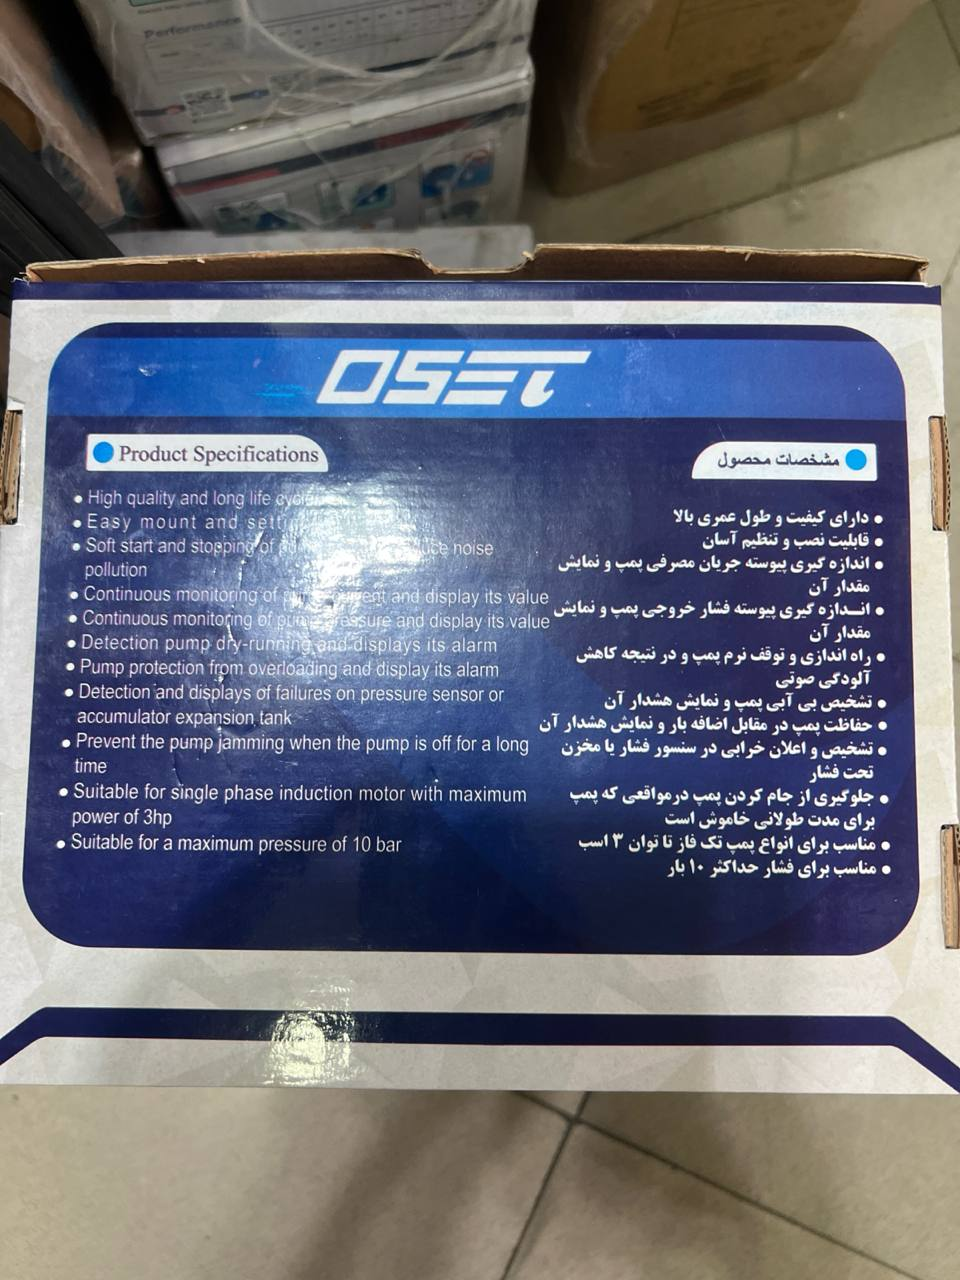 Performance
OSET
Product Specifications
• High quality and long life
• Easy mount and
• Soft start and stopping of noise
pollution
• Continuous monitoring of pump current and display its value
• Continuous monitoring of pump pressure and display its value
• Detection pump dry-running and displays its alarm
• Pump protection from overloading and display its alarm
• Detection and displays of failures on pressure sensor or
accumulator expansion tank
• Prevent the pump jamming when the pump is off for a long
time
• Suitable for single phase induction motor with maximum
power of 3hp
• Suitable for a maximum pressure of 10 bar
مشخصات محصول
• دارای کیفیت و طول عمری بالا
• قابلیت نصب و تنظیم آسان
• اندازه گیری پیوسته جریان مصرفی پمپ و نمایش
مقدار آن
• اندازه گیری پیوسته فشار خروجی پمپ و نمایش
مقدار آن
• راه اندازی و توقف نرم پمپ و در نتیجه کاهش
آلودگی صوتی
• تشخیص بی آبی پمپ و نمایش هشدار آن
• حفاظت پمپ در مقابل اضافه بار و نمایش هشدار آن
• تشخیص و اعلان خرابی در سنسور فشار یا مخزن
تحت فشار
• جلوگیری از جام کردن پمپ درمواقعی که پمپ
برای مدت طولانی خاموش است
• مناسب برای انواع پمپ تک فاز تا توان ۳ اسب
• مناسب برای فشار حداکثر ۱۰ بار